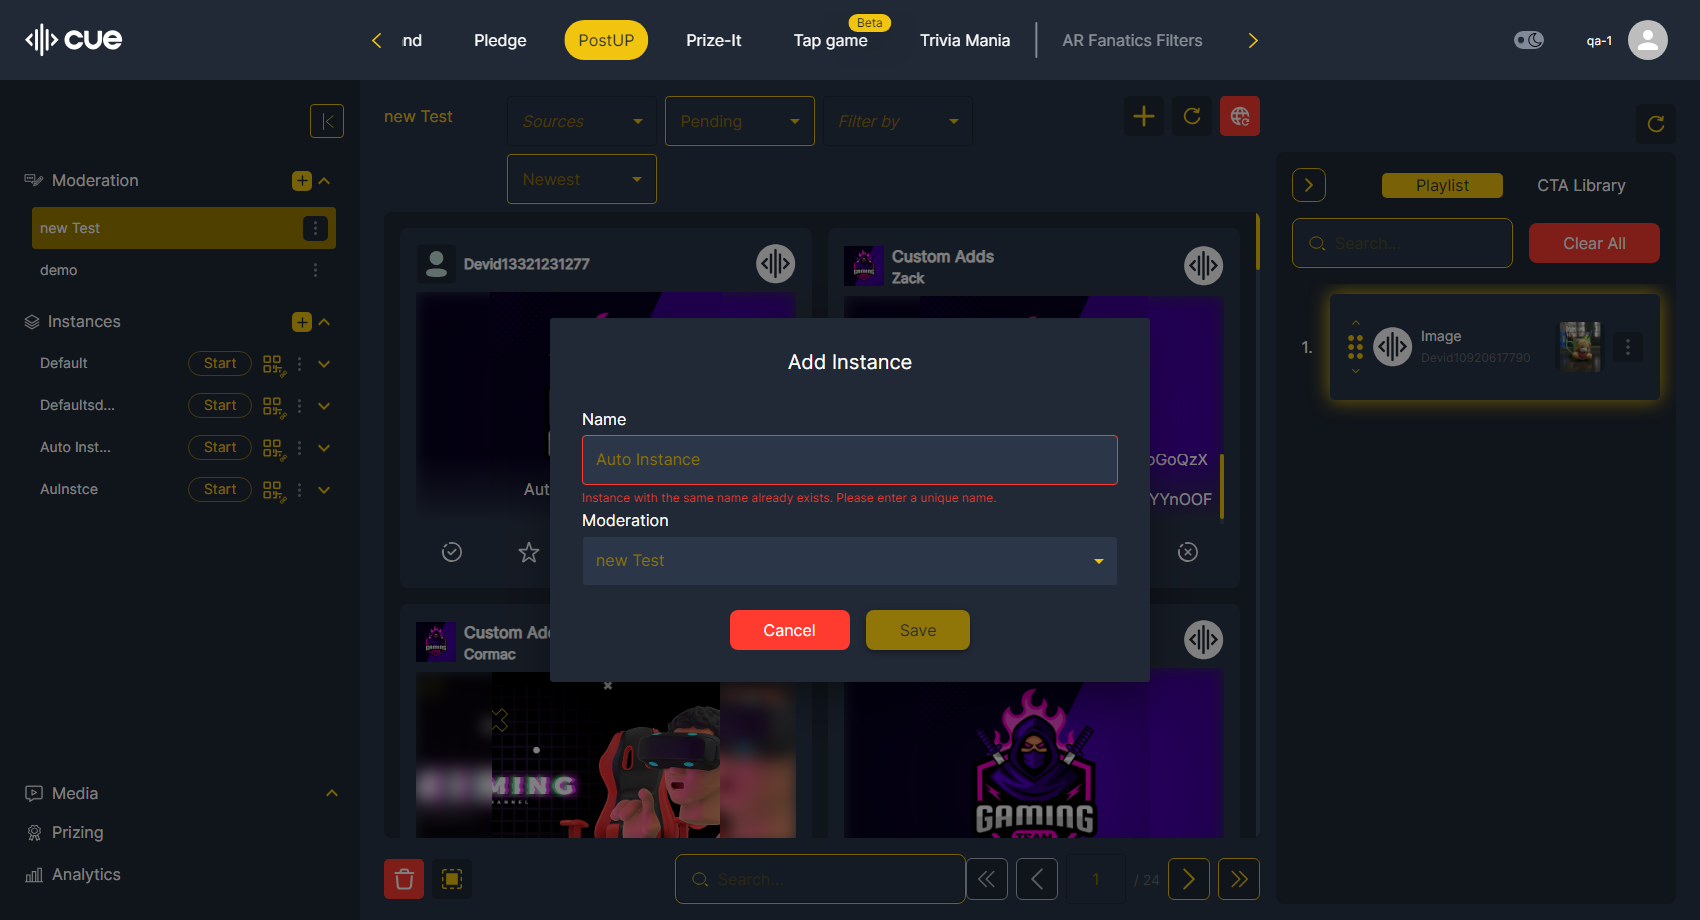 cue
nd
Pledge
PostUP
Prize-It
Beta
Tap game
Trivia Mania
AR Fanatics Filters
qa-1
Moderation
new Test
demo
Instances
Default
Start
Defaultsd...
Start
Auto Inst...
Start
AuInstce
Start
Media
Prizing
Analytics
new Test
Sources
Pending
Filter by
Newest
Devid13321231277
Custom Adds
Zack
Aut
oGoQzX
YYnOOF
Custom Add
Cormac
MING
GAMING
TEAM
Add Instance
Name
Auto Instance
Instance with the same name already exists. Please enter a unique name.
Moderation
new Test
Cancel
Save
Search...
1
/ 24
Playlist
CTA Library
Search...
Clear All
1.
Image
Devid10920617790